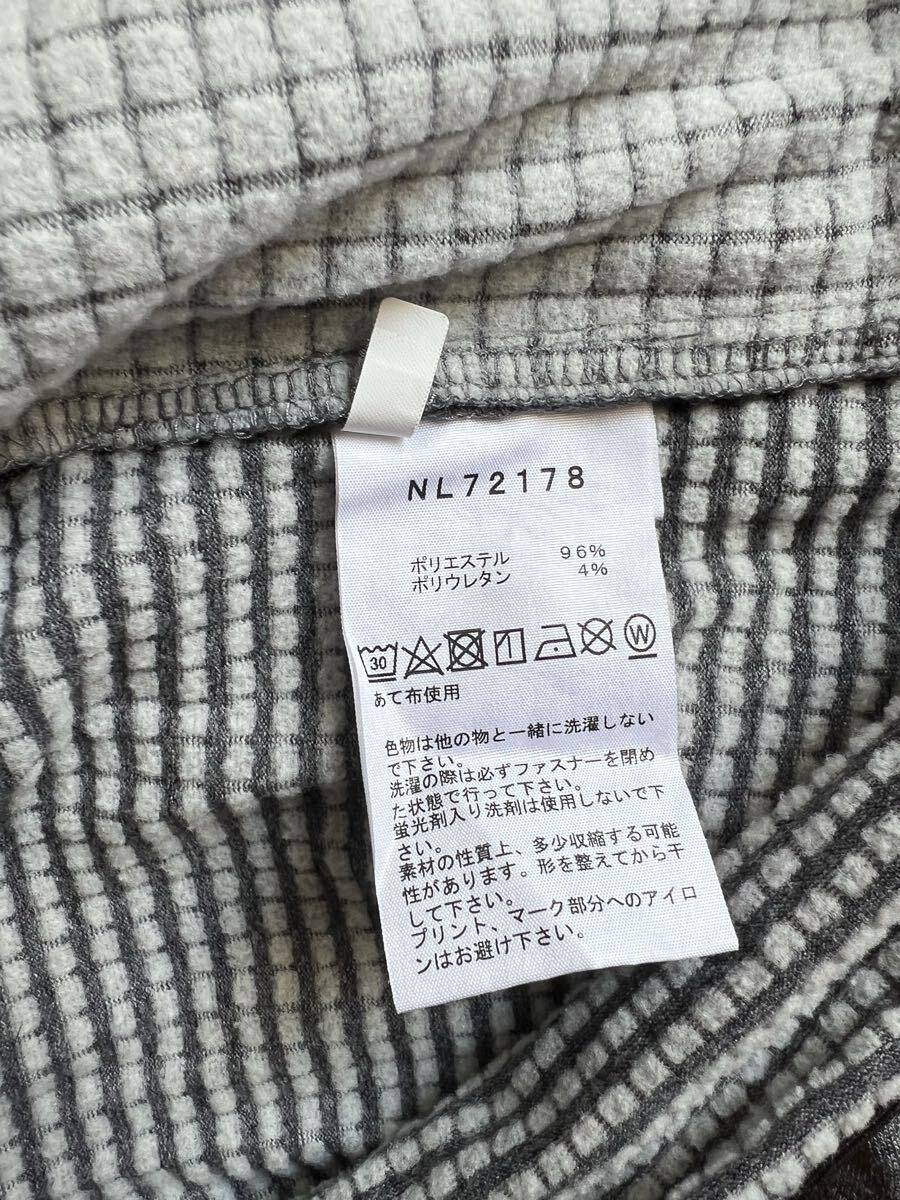 NL72178
ポリエステル 96%
ポリウレタン 4%
30 W
あて布使用
色物は他の物と一緒に洗濯しない
で下さい。
洗濯の際は必ずファスナーを閉め
た状態で行って下さい。
蛍光剤入り洗剤は使用しないで下
さい。
素材の性質上、多少収縮する可能
性があります。形を整えてから干
して下さい。
プリント、マーク部分へのアイロ
ンはお避け下さい。